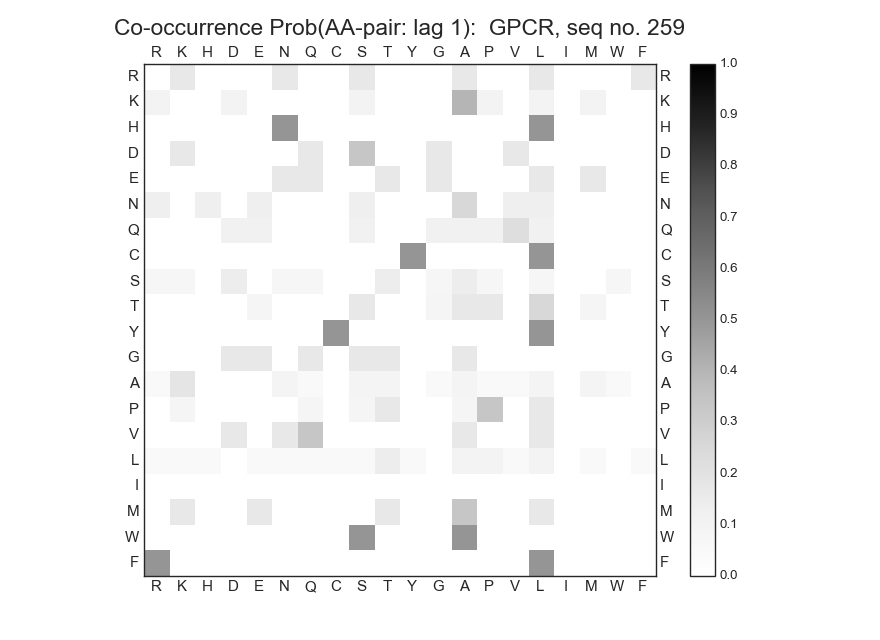 Co-occurrence Prob(AA-pair: lag 1):  GPCR, seq no. 259
R K H D E N Q C S T Y G A P V L I M W F
R R 1.0
K K
0.9
H H
D D 0.8
E E
0.7
N N
Q Q
0.6
C C
S S
T T 0.5
Y Y
0.4
G G
A A
0.3
P P
V V
0.2
L L
I I
0.1
M M
W W
F F 0.0
R K H D E N Q C S T Y G A P V L I M W F